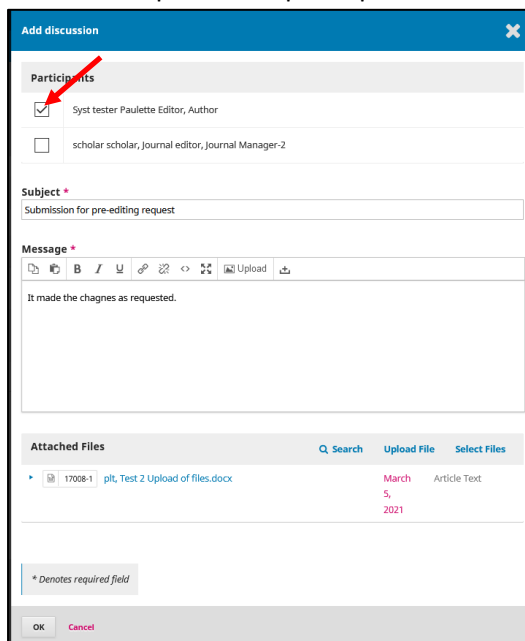 Add discussion
Participants
Syst tester Paulette Editor, Author
scholar scholar, Journal editor, Journal Manager-2
Subject *
Submission for pre-editing request
Message *
B I U <> Upload
It made the chagnes as requested.
Attached Files Search Upload File Select Files
17008-1 plt, Test 2 Upload of files.docx March Article Text
5,
2021
* Denotes required field
OK Cancel